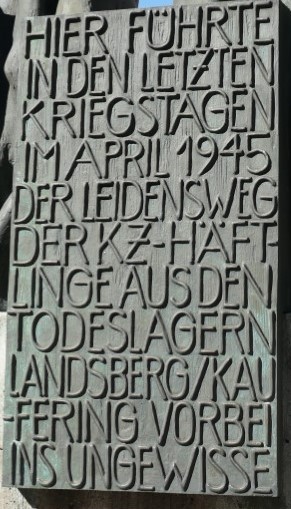 HIER FÜHRTE
IN DEN LETZTEN
KRIEGSTAGEN
IM APRIL 1945
DER LEIDENSWEG
DER KZ-HÄFT-
LINGE AUS DEN
TODESLAGERN
LANDSBERG/KAU
FERING VORBEI
INS UNGEWISSE